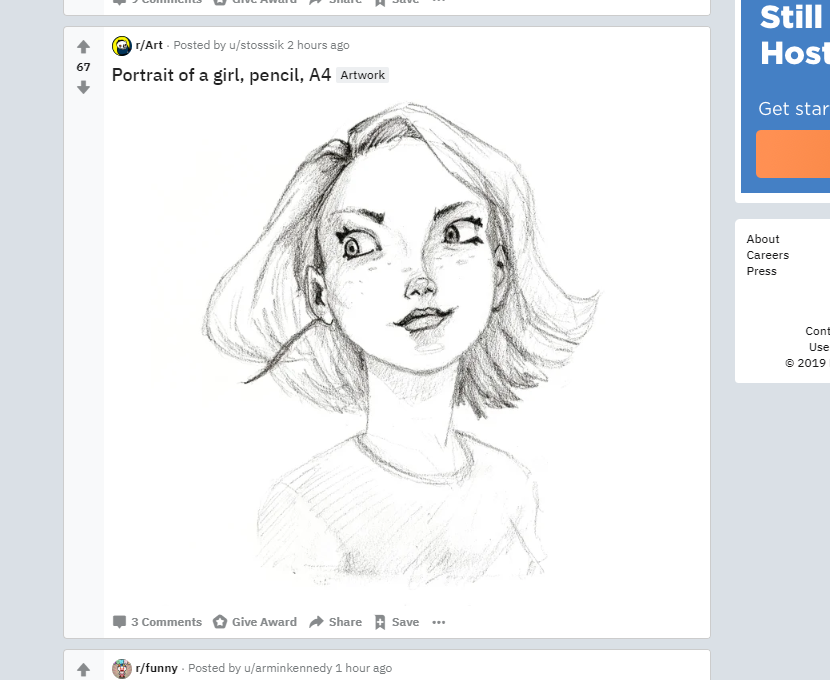 9 Comments Give Award Share Save
r/Art · Posted by u/stosssik 2 hours ago
67
Portrait of a girl, pencil, A4 Artwork
3 Comments Give Award Share Save
r/funny · Posted by u/arminkennedy 1 hour ago
Still
Host
Get star
About
Careers
Press
Cont
Use
© 2019